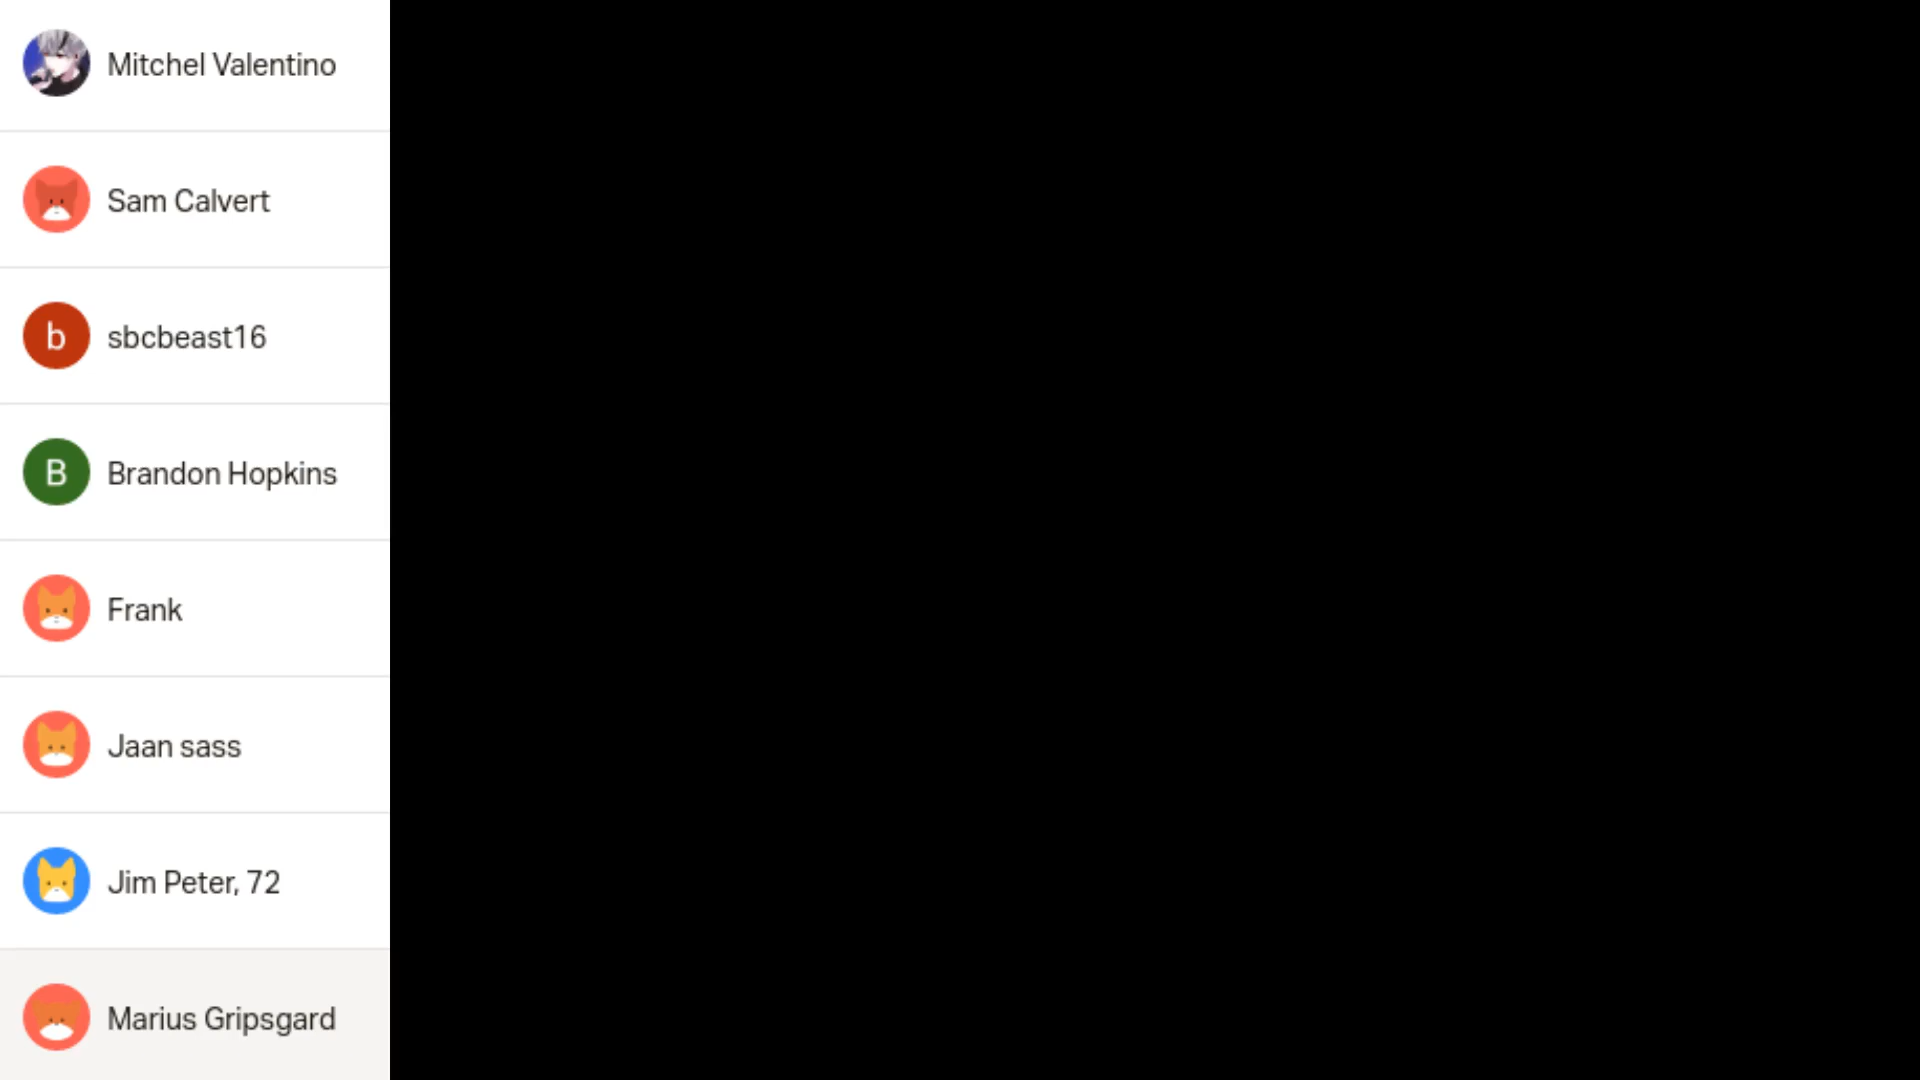 Mitchel Valentino
Sam Calvert
b sbcbeast16
B Brandon Hopkins
Frank
Jaan sass
Jim Peter, 72
Marius Gripsgard